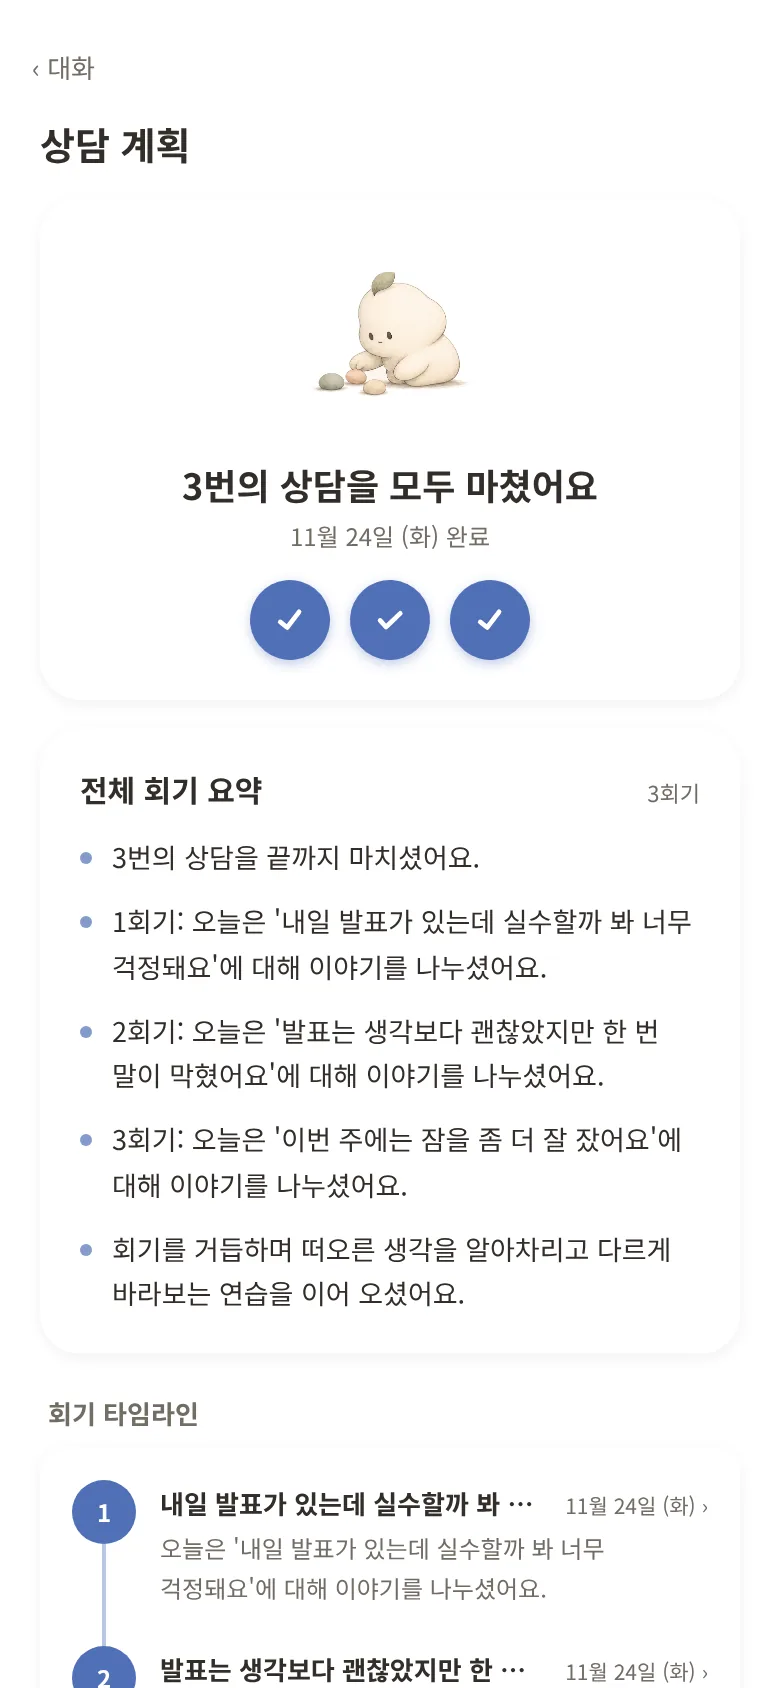 ‹ 대화
상담 계획
3번의 상담을 모두 마쳤어요
11월 24일 (화) 완료
전체 회기 요약 3회기
3번의 상담을 끝까지 마치셨어요.
1회기: 오늘은 '내일 발표가 있는데 실수할까 봐 너무
걱정돼요'에 대해 이야기를 나누셨어요.
2회기: 오늘은 '발표는 생각보다 괜찮았지만 한 번
말이 막혔어요'에 대해 이야기를 나누셨어요.
3회기: 오늘은 '이번 주에는 잠을 좀 더 잘 잤어요'에
대해 이야기를 나누셨어요.
회기를 거듭하며 떠오른 생각을 알아차리고 다르게
바라보는 연습을 이어 오셨어요.
회기 타임라인
1 내일 발표가 있는데 실수할까 봐 ··· 11월 24일 (화) ›
오늘은 '내일 발표가 있는데 실수할까 봐 너무
걱정돼요'에 대해 이야기를 나누셨어요.
2 발표는 생각보다 괜찮았지만 한 ··· 11월 24일 (화) ›